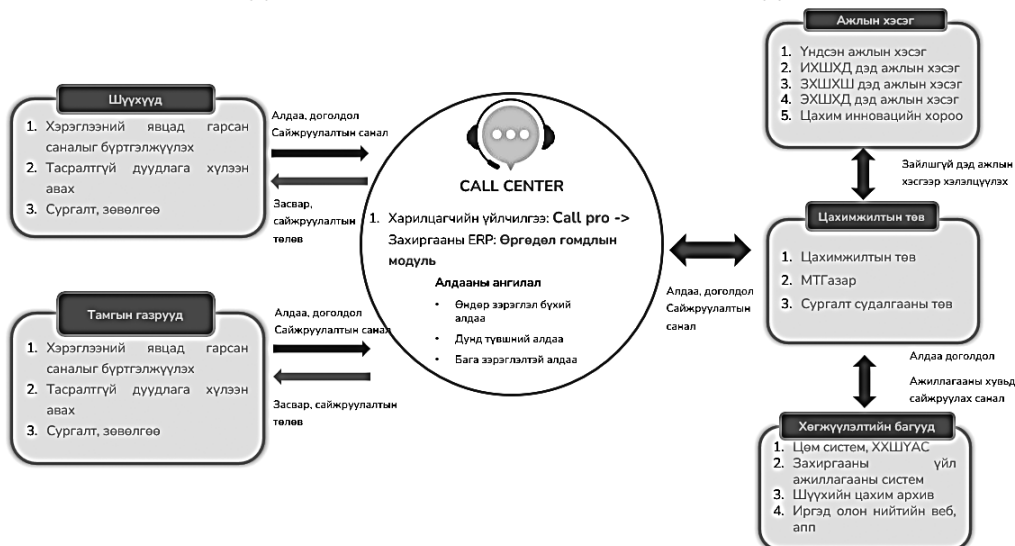 Шүүхүүд
1. Хэрэглээний явцад гарсан
саналыг бүртгэлжүүлэх
2. Тасралтгүй дуудлага хүлээн
авах
3. Сургалт, зөвөлгөө
Алдаа, доголдол
Сайжруулалтын санал
Засвар,
сайжруулалтын
төлөв
Тамгын газрууд
1. Хэрэглээний явцад гарсан
саналыг бүртгэлжүүлэх
2. Тасралтгүй дуудлага хүлээн
авах
3. Сургалт, зөвөлгөө
Алдаа, доголдол
Сайжруулалтын санал
Засвар, сайжруулалтын
төлөв
CALL CENTER
1. Харилцагчийн үйлчилгээ: Call pro ->
Захиргааны ERP: Өргөдөл гомдлын
модуль
Алдааны ангилал
• Өндөр зэрэглэл бүхий
алдаа
• Дунд түвшний алдаа
• Бага зэрэглэлтэй алдаа
Алдаа, доголдол
Сайжруулалтын
санал
Ажлын хэсэг
1. Үндсэн ажлын хэсэг
2. ИХШХД дэд ажлын хэсэг
3. ЗХШХШ дэд ажлын хэсэг
4. ЭХШХД дэд ажлын хэсэг
5. Цахим инновацийн хороо
Зайлшгүй дэд ажлын
хэсгээр хэлэлцүүлэх
Цахимжилтын төв
1. Цахимжилтын төв
2. МТГазар
3. Сургалт судалгааны төв
Алдаа доголдол
Ажиллагааны хувьд
сайжруулах санал
Хөгжүүлэлтийн багууд
1. Цөм систем, ХХШҮАС
2. Захиргааны үйл
ажиллагааны систем
3. Шүүхийн цахим архив
4. Иргэд олон нийтийн веб,
апп